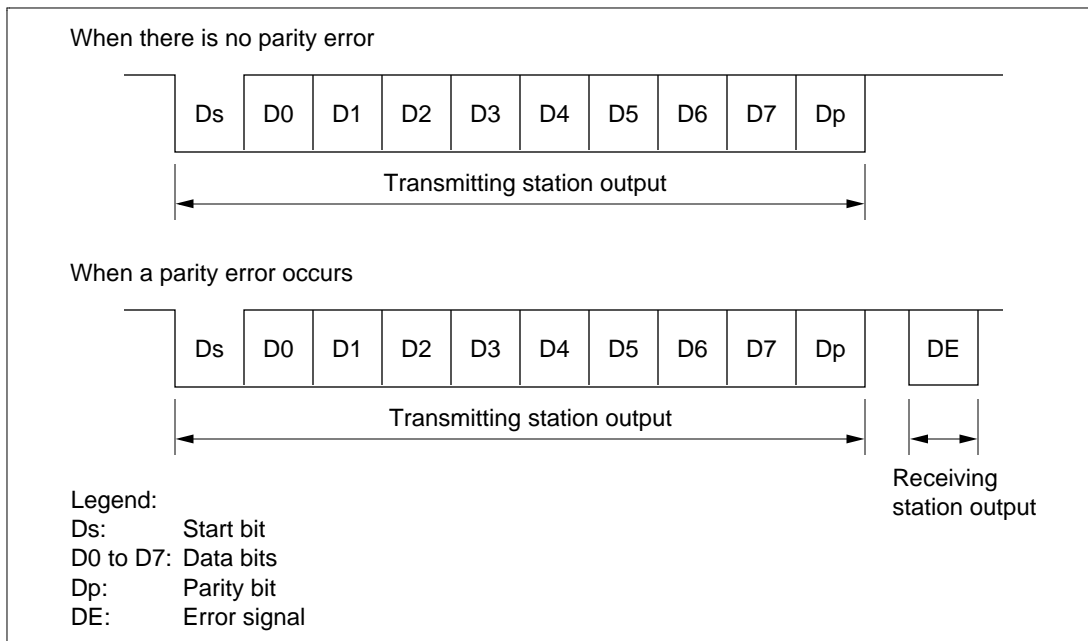 When there is no parity error
Ds D0 D1 D2 D3 D4 D5 D6 D7 Dp
Transmitting station output
When a parity error occurs
Ds D0 D1 D2 D3 D4 D5 D6 D7 Dp DE
Transmitting station output
Receiving
station output
Legend:
Ds: Start bit
D0 to D7: Data bits
Dp: Parity bit
DE: Error signal